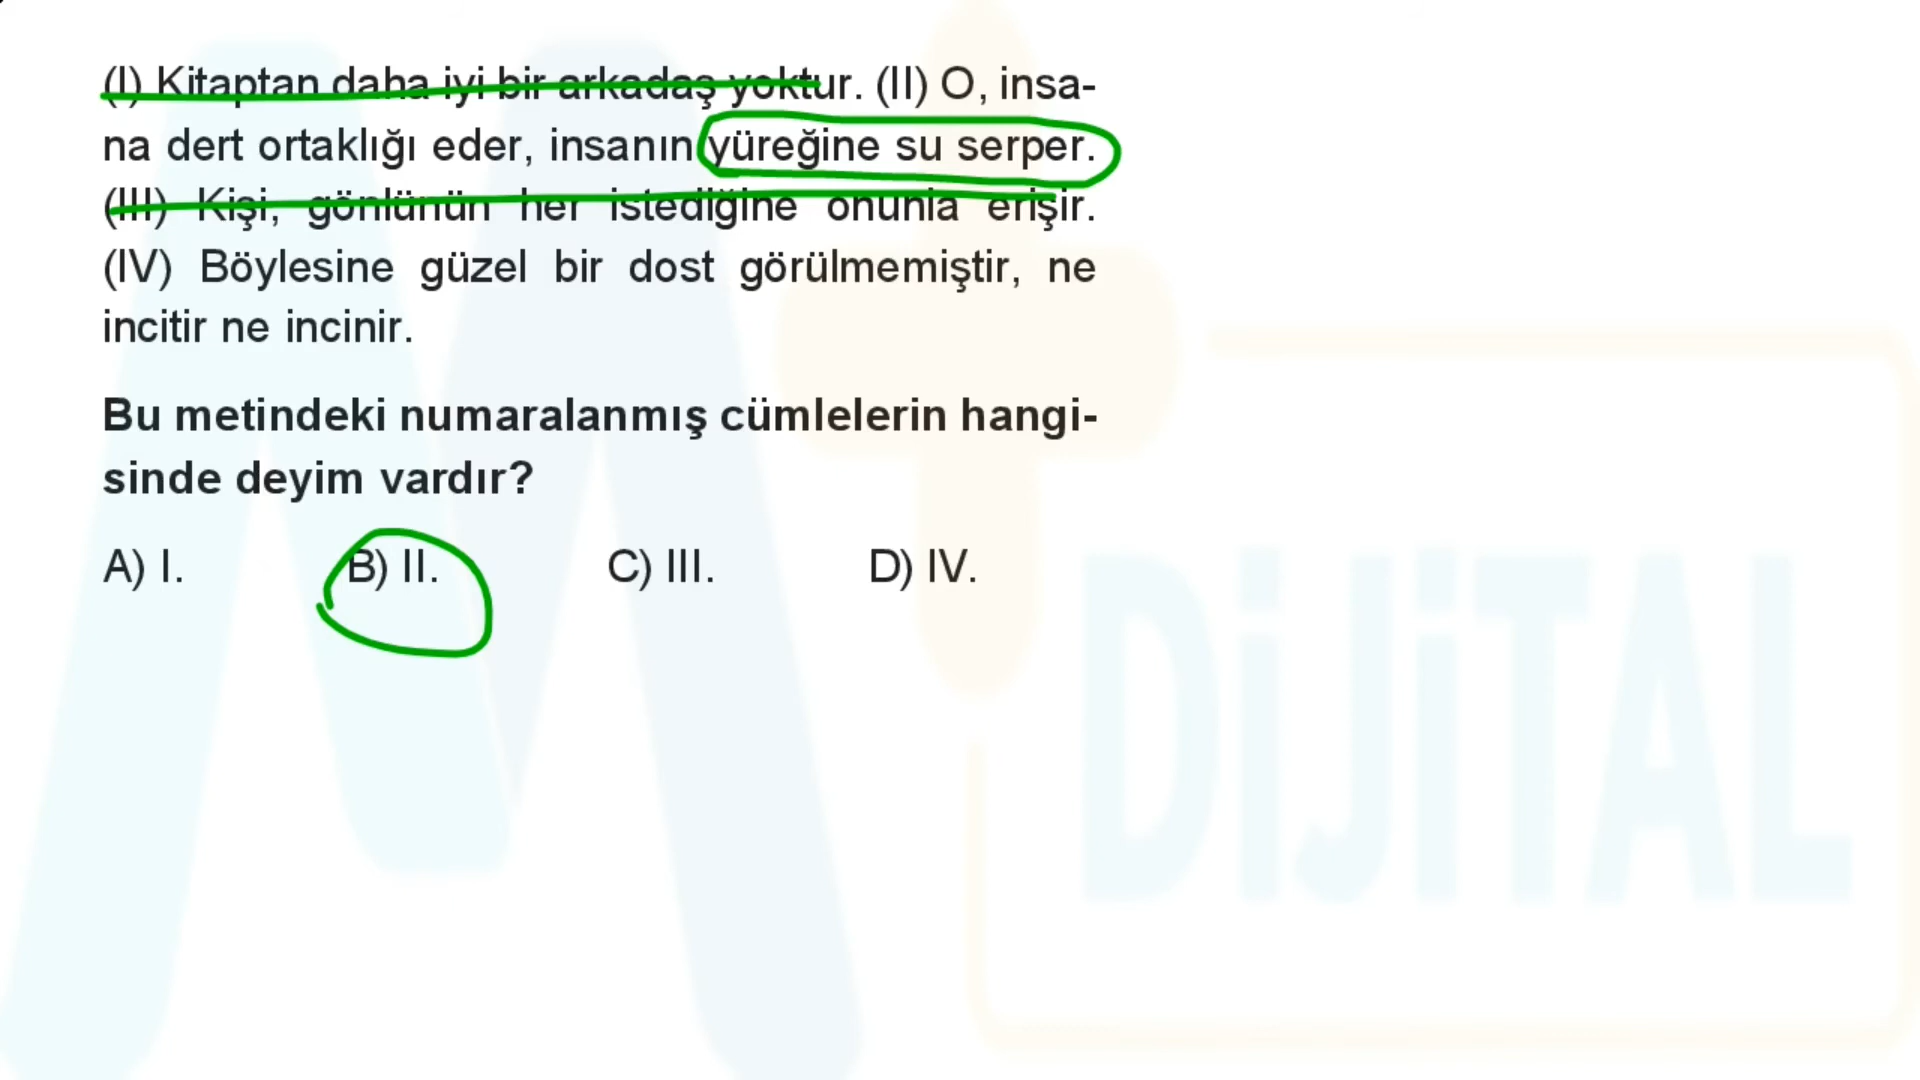 (I) Kitaptan daha iyi bir arkadaş yoktur. (II) O, insa-
na dert ortaklığı eder, insanın yüreğine su serper.
(III) Kişi, gönlünün her istediğine onunla erişir.
(IV) Böylesine güzel bir dost görülmemiştir, ne
incitir ne incinir.
Bu metindeki numaralanmış cümlelerin hangi-
sinde deyim vardır?
A) I. B) II. C) III. D) IV.
DİJİTAL